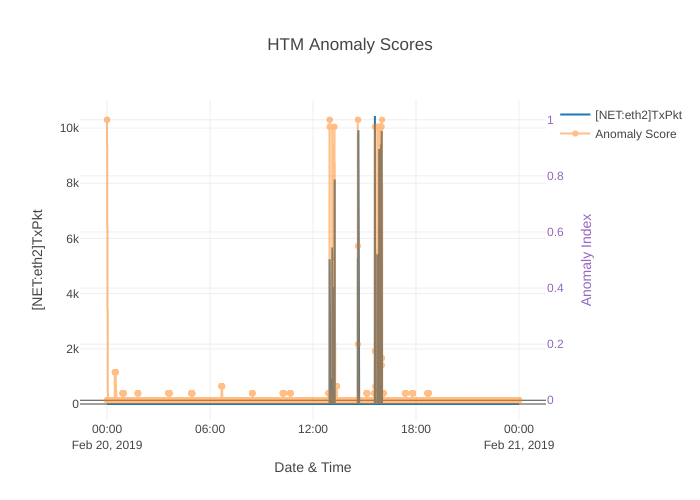 HTM Anomaly Scores
[NET:eth2]TxPkt
Anomaly Score
10k
8k
6k
4k
2k
0
[NET:eth2]TxPkt
1
0.8
0.6
0.4
0.2
0
Anomaly Index
00:00 06:00 12:00 18:00 00:00
Feb 20, 2019 Feb 21, 2019
Date & Time